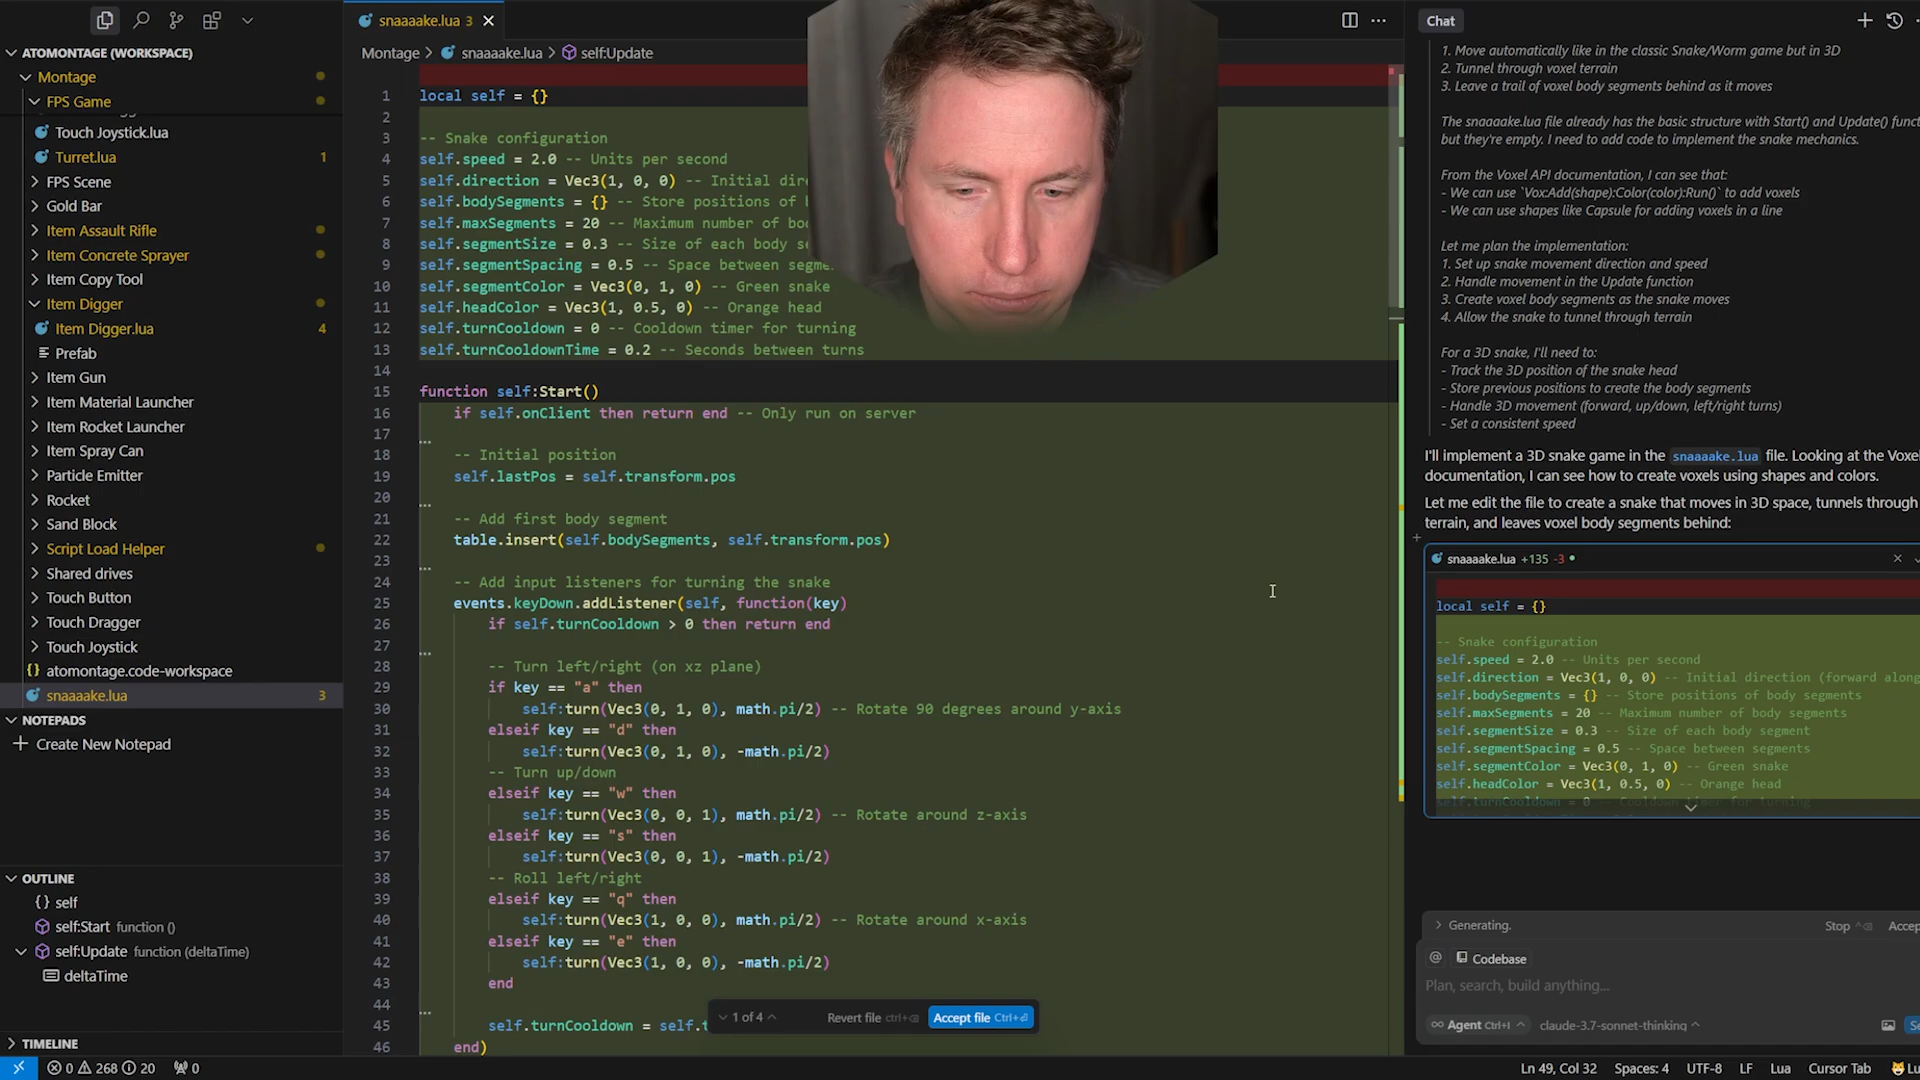 ATOMONTAGE (WORKSPACE)
Montage
FPS Game
Touch Joystick.lua
Turret.lua 1
FPS Scene
Gold Bar
Item Assault Rifle
Item Concrete Sprayer
Item Copy Tool
Item Digger
Item Digger.lua 4
Prefab
Item Gun
Item Material Launcher
Item Rocket Launcher
Item Spray Can
Particle Emitter
Rocket
Sand Block
Script Load Helper
Shared drives
Touch Button
Touch Dragger
Touch Joystick
atomontage.code-workspace
snaaaake.lua 3
NOTEPADS
Create New Notepad
OUTLINE
self
self:Start function ()
self:Update function (deltaTime)
deltaTime
TIMELINE
snaaaake.lua 3
Montage > snaaaake.lua > self:Update
1 local self = {}
2
3 -- Snake configuration
4 self.speed = 2.0 -- Units per second
5 self.direction = Vec3(1, 0, 0) -- Initial dir
6 self.bodySegments = {} -- Store positions of
7 self.maxSegments = 20 -- Maximum number of
8 self.segmentSize = 0.3 -- Size of each body
9 self.segmentSpacing = 0.5 -- Space between segme
10 self.segmentColor = Vec3(0, 1, 0) -- Green snake
11 self.headColor = Vec3(1, 0.5, 0) -- Orange head
12 self.turnCooldown = 0 -- Cooldown timer for turning
13 self.turnCooldownTime = 0.2 -- Seconds between turns
14
15 function self:Start()
16 if self.onClient then return end -- Only run on server
17
18 -- Initial position
19 self.lastPos = self.transform.pos
20
21 -- Add first body segment
22 table.insert(self.bodySegments, self.transform.pos)
23
24 -- Add input listeners for turning the snake
25 events.keyDown.addListener(self, function(key)
26 if self.turnCooldown > 0 then return end
27
28 -- Turn left/right (on xz plane)
29 if key == "a" then
30 self:turn(Vec3(0, 1, 0), math.pi/2) -- Rotate 90 degrees around y-axis
31 elseif key == "d" then
32 self:turn(Vec3(0, 1, 0), -math.pi/2)
33 -- Turn up/down
34 elseif key == "w" then
35 self:turn(Vec3(0, 0, 1), math.pi/2) -- Rotate around z-axis
36 elseif key == "s" then
37 self:turn(Vec3(0, 0, 1), -math.pi/2)
38 -- Roll left/right
39 elseif key == "q" then
40 self:turn(Vec3(1, 0, 0), math.pi/2) -- Rotate around x-axis
41 elseif key == "e" then
42 self:turn(Vec3(1, 0, 0), -math.pi/2)
43 end
44
45 self.turnCooldown = self.t
46 end)
1 of 4 Revert file Ctrl+⌫ Accept file Ctrl+⏎
Chat
1. Move automatically like in the classic Snake/Worm game but in 3D
2. Tunnel through voxel terrain
3. Leave a trail of voxel body segments behind as it moves
The snaaaake.lua file already has the basic structure with Start() and Update() funct
but they're empty. I need to add code to implement the snake mechanics.
From the Voxel API documentation, I can see that:
- We can use `Vox:Add(shape):Color(color):Run()` to add voxels
- We can use shapes like Capsule for adding voxels in a line
Let me plan the implementation:
1. Set up snake movement direction and speed
2. Handle movement in the Update function
3. Create voxel body segments as the snake moves
4. Allow the snake to tunnel through terrain
For a 3D snake, I'll need to:
- Track the 3D position of the snake head
- Store previous positions to create the body segments
- Handle 3D movement (forward, up/down, left/right turns)
- Set a consistent speed
I'll implement a 3D snake game in the snaaaake.lua file. Looking at the Voxe
documentation, I can see how to create voxels using shapes and colors.
Let me edit the file to create a snake that moves in 3D space, tunnels through
terrain, and leaves voxel body segments behind:
snaaaake.lua +135 -3
local self = {}
-- Snake configuration
self.speed = 2.0 -- Units per second
self.direction = Vec3(1, 0, 0) -- Initial direction (forward along
self.bodySegments = {} -- Store positions of body segments
self.maxSegments = 20 -- Maximum number of body segments
self.segmentSize = 0.3 -- Size of each body segment
self.segmentSpacing = 0.5 -- Space between segments
self.segmentColor = Vec3(0, 1, 0) -- Green snake
self.headColor = Vec3(1, 0.5, 0) -- Orange head
self.turnCooldown = 0 -- Cooldown timer for turning
Generating. Stop Accep
@ Codebase
Plan, search, build anything...
∞ Agent Ctrl+I claude-3.7-sonnet-thinking Se
0 268 20 0 Ln 49, Col 32 Spaces: 4 UTF-8 LF Lua Cursor Tab Lu